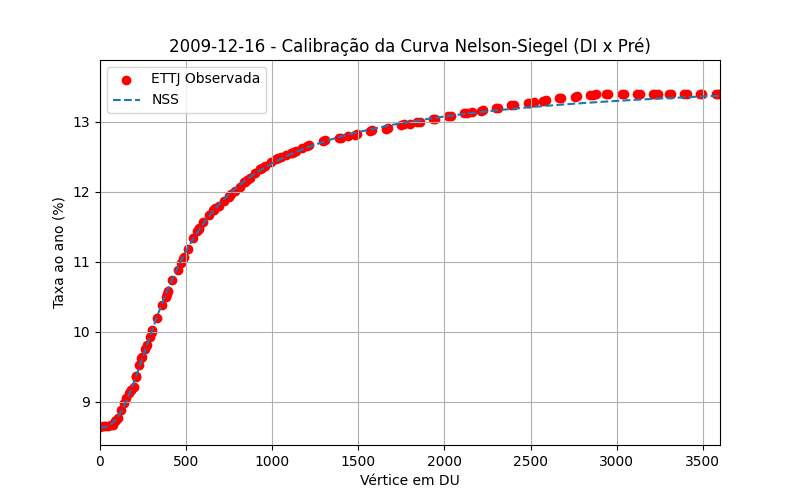 2009-12-16 - Calibração da Curva Nelson-Siegel (DI x Pré)
ETTJ Observada
NSS
Taxa ao ano (%)
13
12
11
10
9
0 500 1000 1500 2000 2500 3000 3500
Vértice em DU